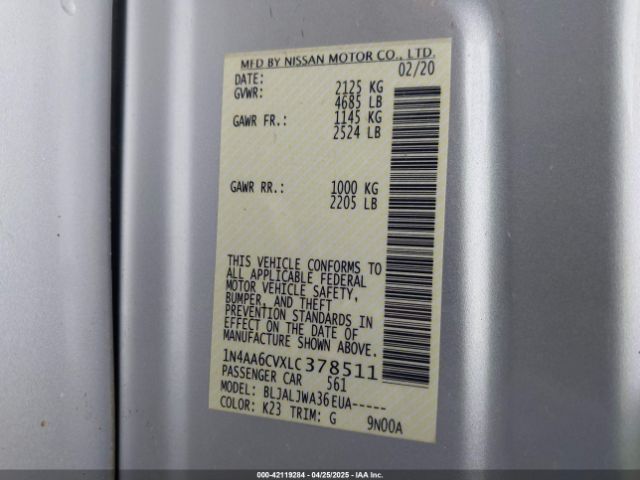 MFD BY NISSAN MOTOR CO., LTD.
DATE: 02/20
GVWR: 2125 KG
4685 LB
GAWR FR.: 1145 KG
2524 LB
GAWR RR.: 1000 KG
2205 LB
THIS VEHICLE CONFORMS TO
ALL APPLICABLE FEDERAL
MOTOR VEHICLE SAFETY,
BUMPER, AND THEFT
PREVENTION STANDARDS IN
EFFECT ON THE DATE OF
MANUFACTURE SHOWN ABOVE.
1N4AA6CVXLC378511
PASSENGER CAR 561
MODEL: BLJALJWA36EUA-----
COLOR: K23 TRIM: G 9N00A
000-42119284 - 04/25/2025 - IAA Inc.